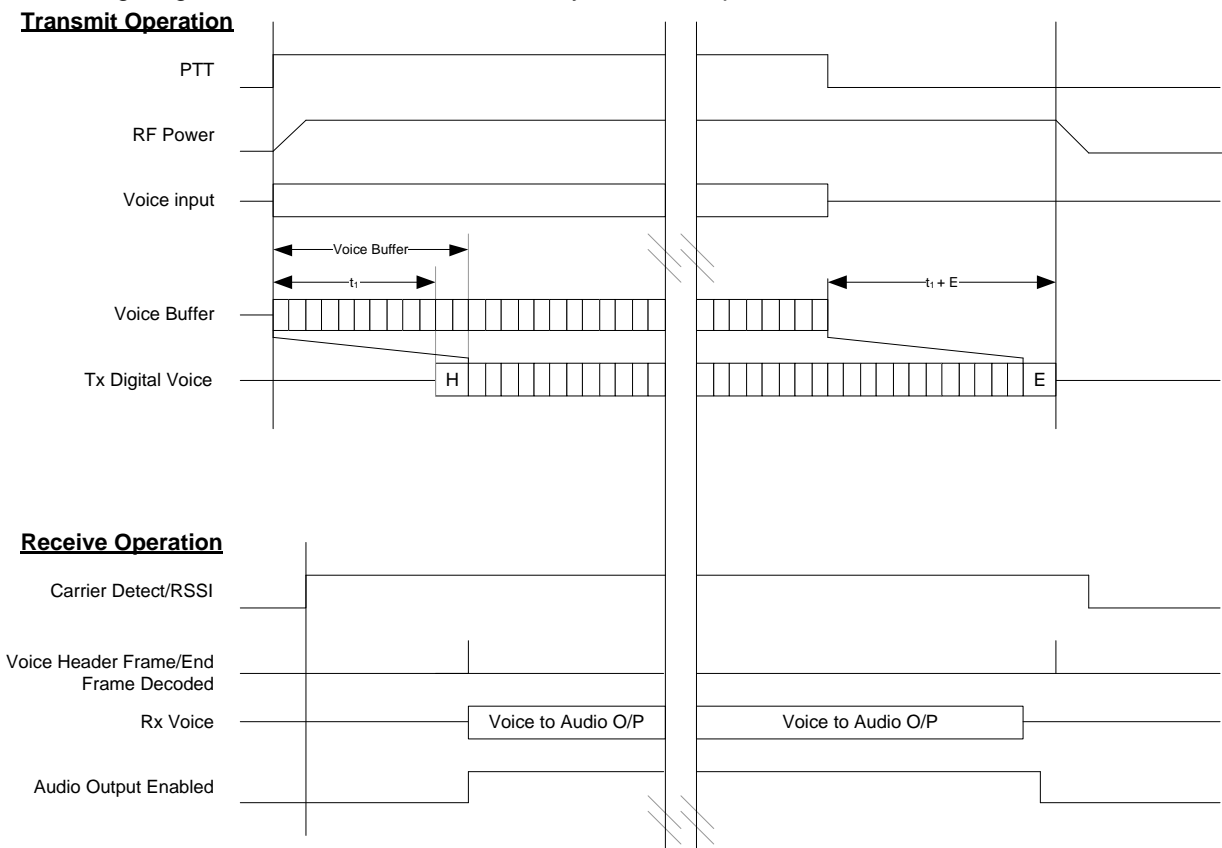 Transmit Operation
PTT
RF Power
Voice input
Voice Buffer
t₁
t₁ + E
Voice Buffer
Tx Digital Voice
H
E
Receive Operation
Carrier Detect/RSSI
Voice Header Frame/End
Frame Decoded
Rx Voice
Voice to Audio O/P
Voice to Audio O/P
Audio Output Enabled